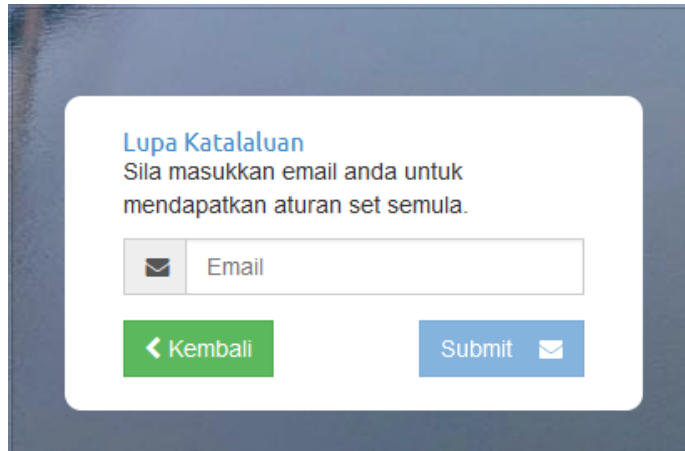 Lupa Katalaluan
Sila masukkan email anda untuk
mendapatkan aturan set semula.
Email
Kembali
Submit